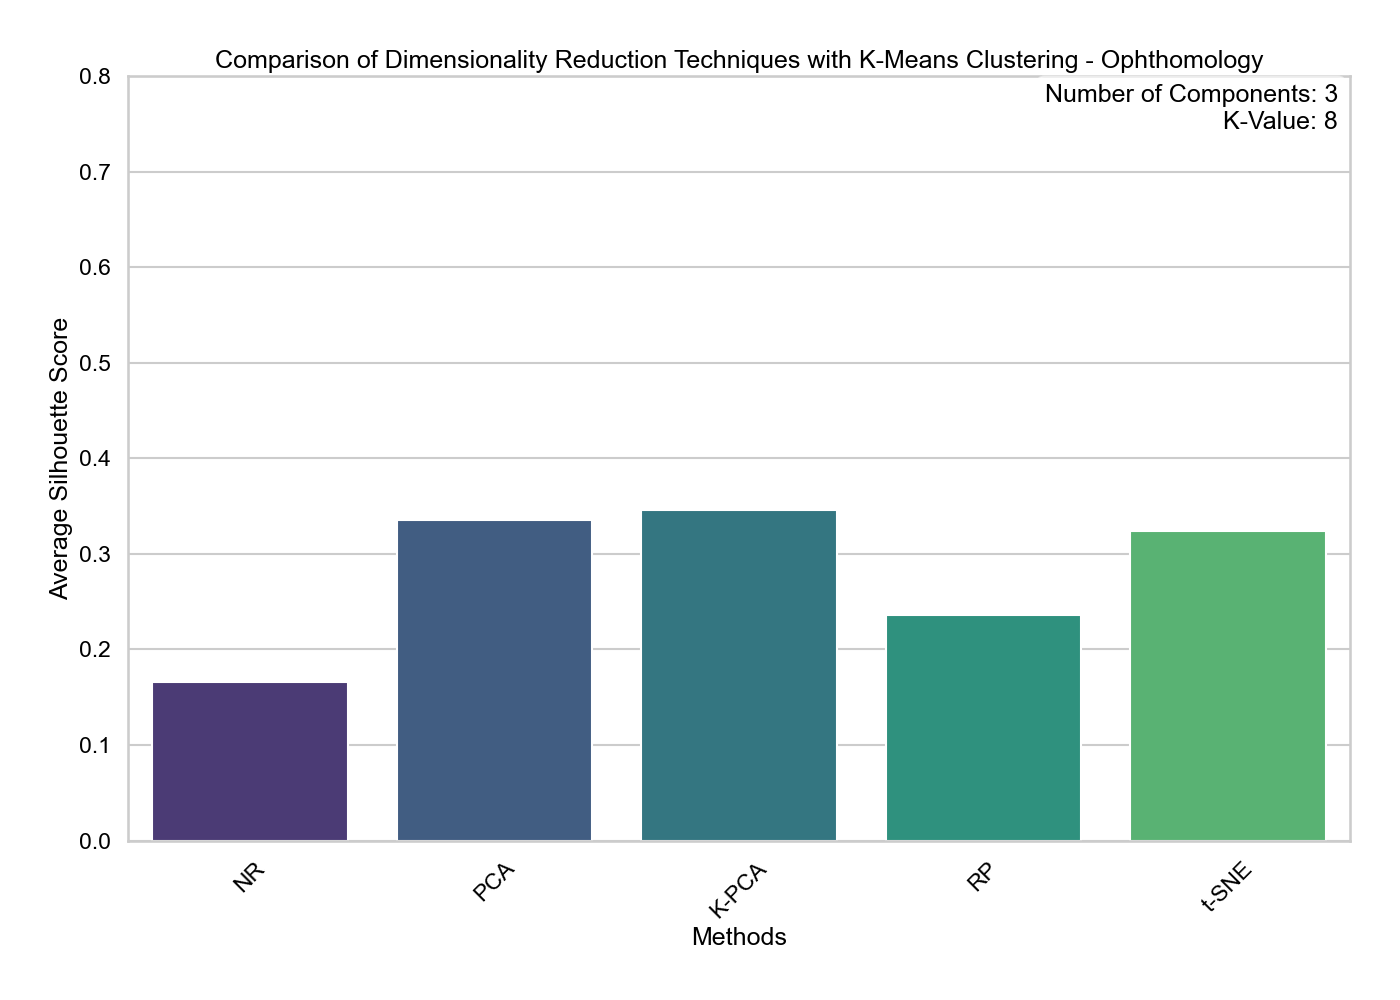 Comparison of Dimensionality Reduction Techniques with K-Means Clustering - Ophthomology
Number of Components: 3
K-Value: 8
Average Silhouette Score
0.8
0.7
0.6
0.5
0.4
0.3
0.2
0.1
0.0
NR
PCA
K-PCA
RP
t-SNE
Methods